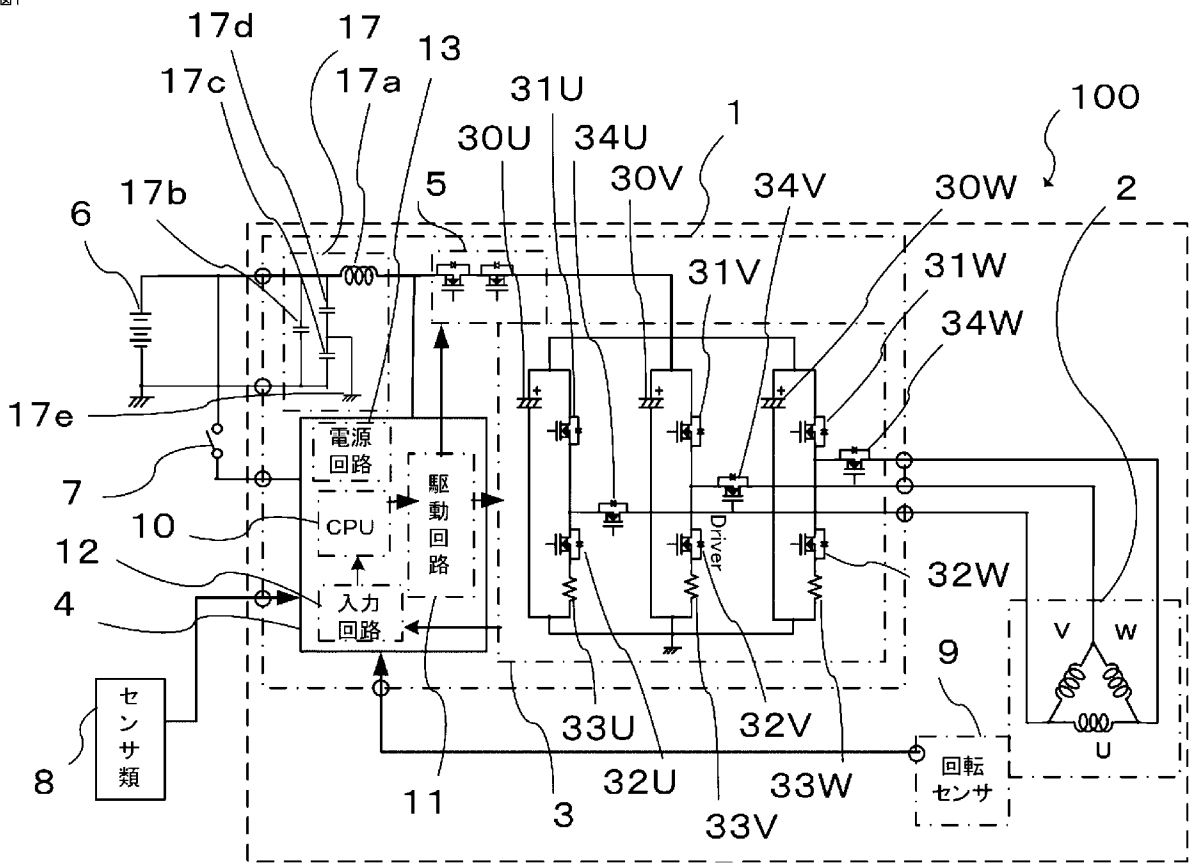 図1
17d
17
13
17c
17a
31U
1
100
30U
34U
30V
34V
30W
2
17b
5
6
31V
31W
34W
17e
電源
回路
7
駆動回路
10
CPU
Driver
12
32W
4
入力
回路
V
W
9
センサ類
33U
32V
U
8
回転
センサ
32U
33W
11
3
33V